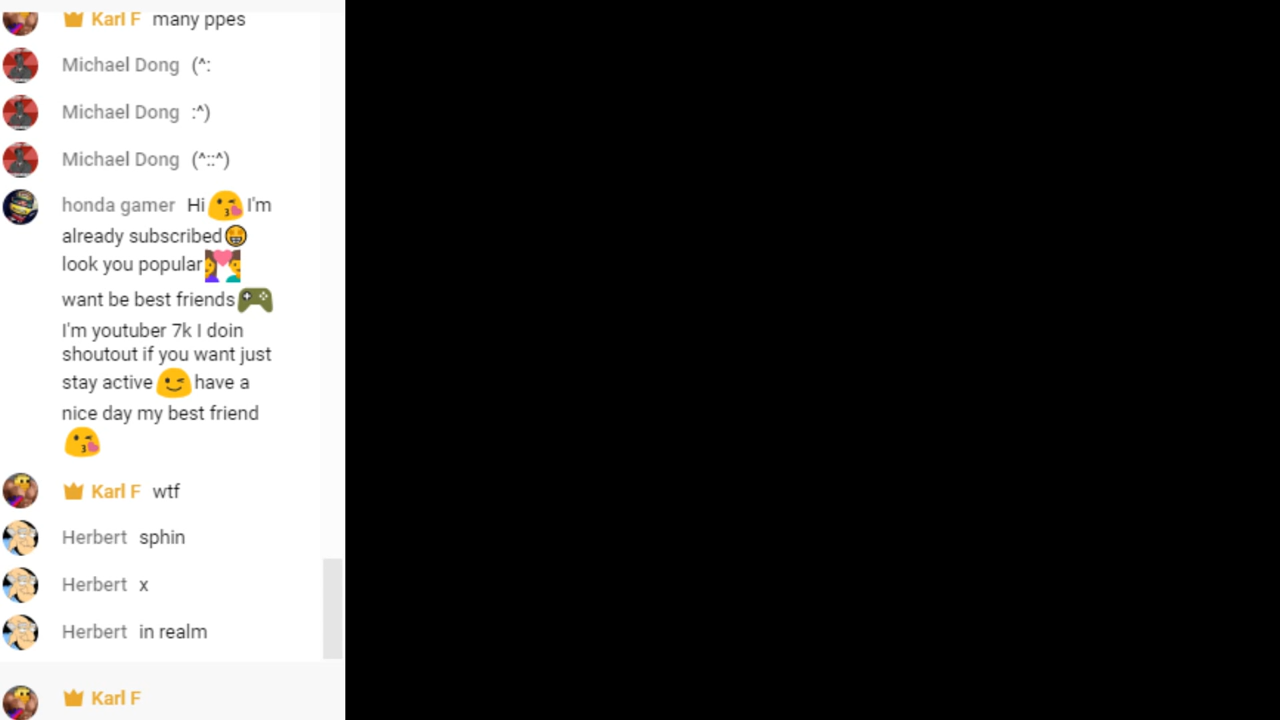 Karl F many ppes
Michael Dong (^:
Michael Dong :^)
Michael Dong (^::^)
honda gamer Hi😘I'm
already subscribed😁
look you popular💑
want be best friends🎮
I'm youtuber 7k I doin
shoutout if you want just
stay active😉have a
nice day my best friend
😘
Karl F wtf
Herbert sphin
Herbert x
Herbert in realm
Karl F